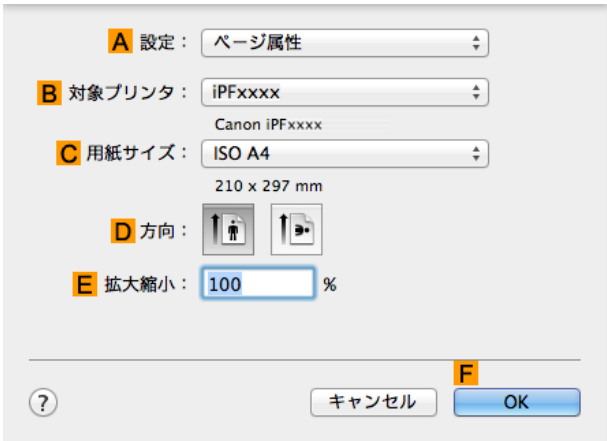 A 設定： ページ属性
B 対象プリンタ： iPFxxxx
Canon iPFxxxx
C 用紙サイズ： ISO A4
210 x 297 mm
D 方向：
E 拡大縮小： 100 %
F
? キャンセル OK